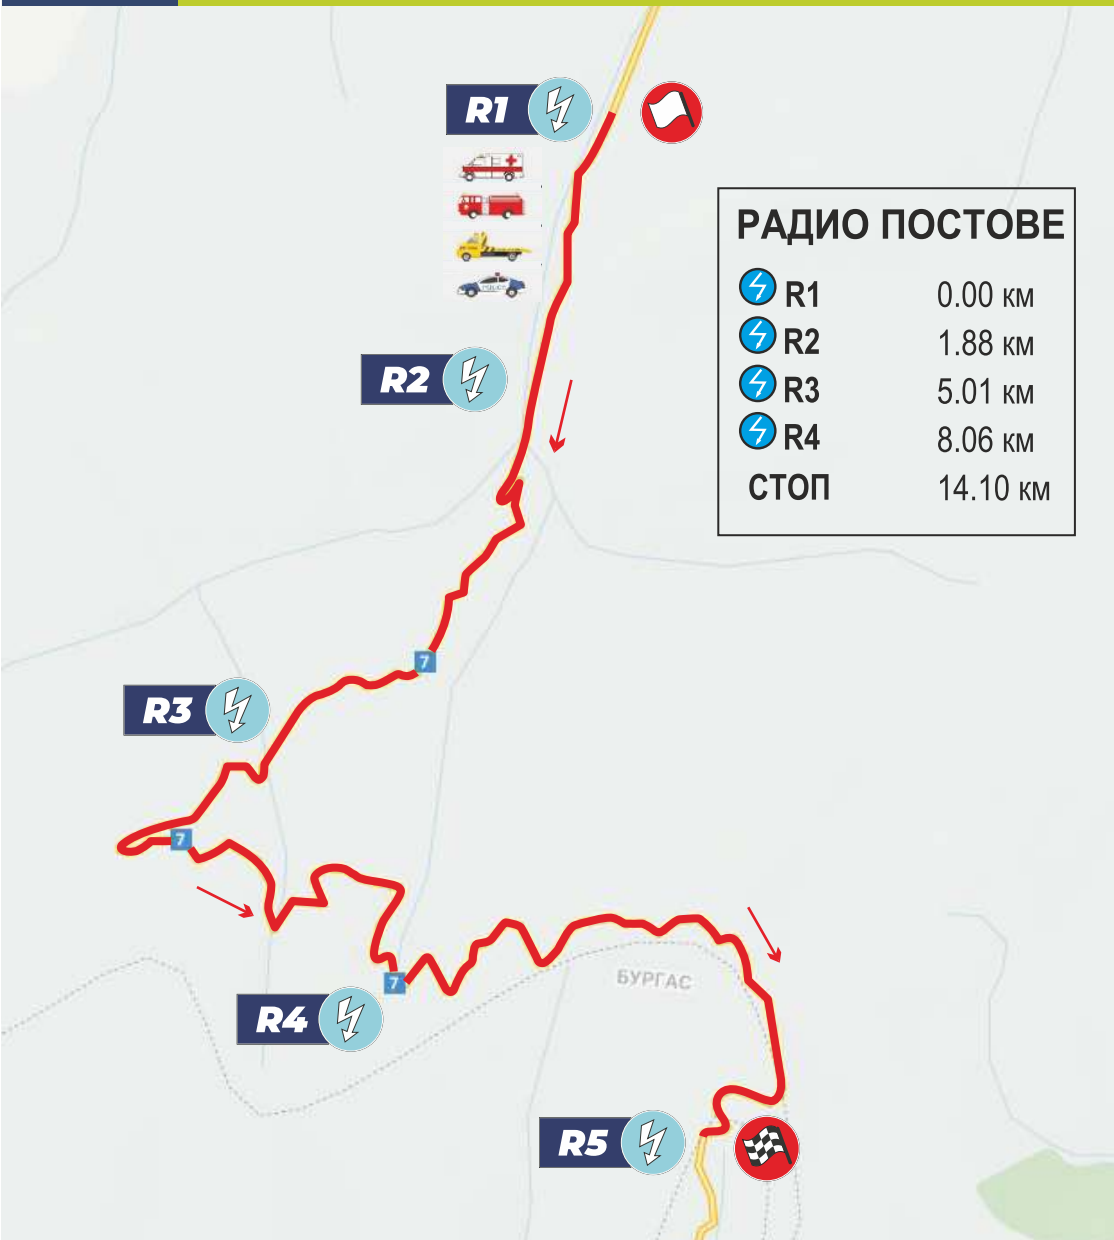 R1
РАДИО ПОСТОВЕ
R1 0.00 км
R2 1.88 км
R3 5.01 км
R4 8.06 км
СТОП 14.10 км
R2
7
R3
7
7
БУРГАС
R4
R5